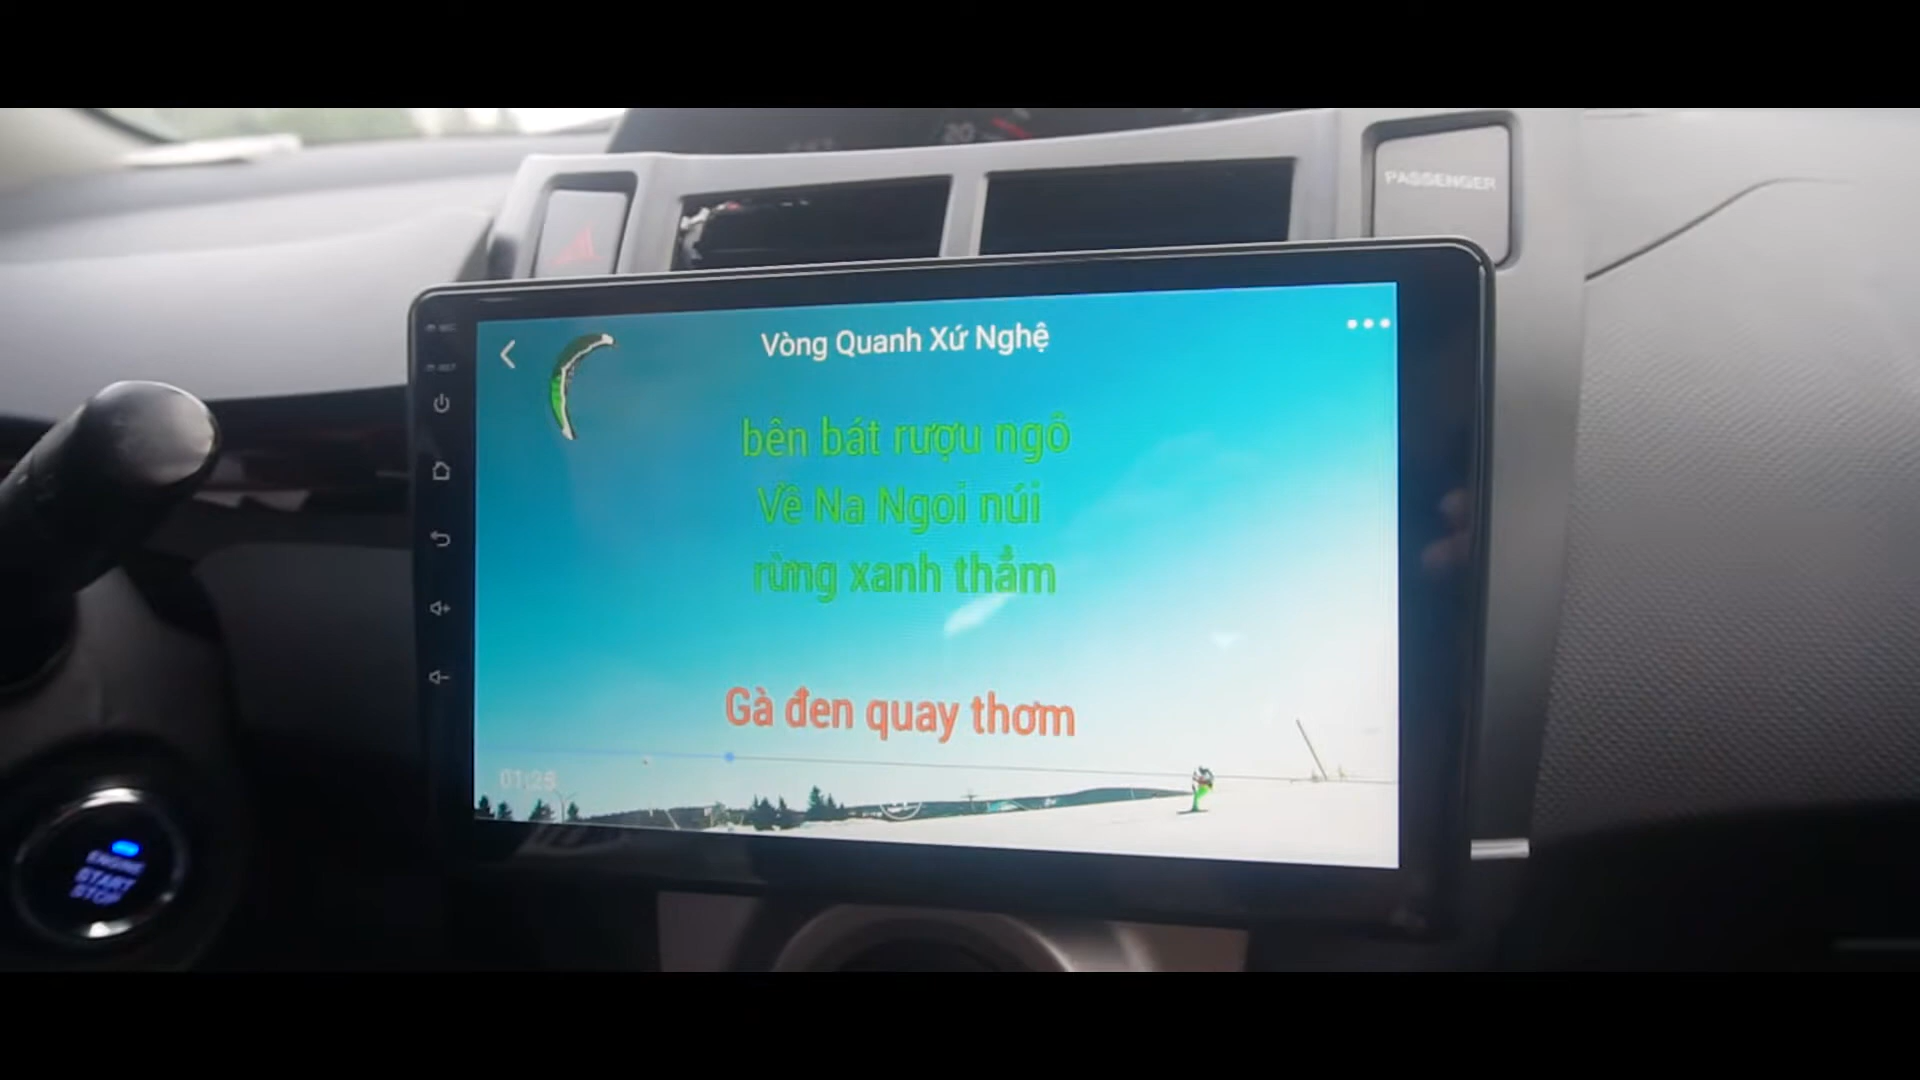 20
PASSENGER
Vòng Quanh Xứ Nghệ
bên bát rượu ngô
Về Na Ngoi núi
rừng xanh thẳm
Gà đen quay thơm
01:25
ENGINE
START
STOP